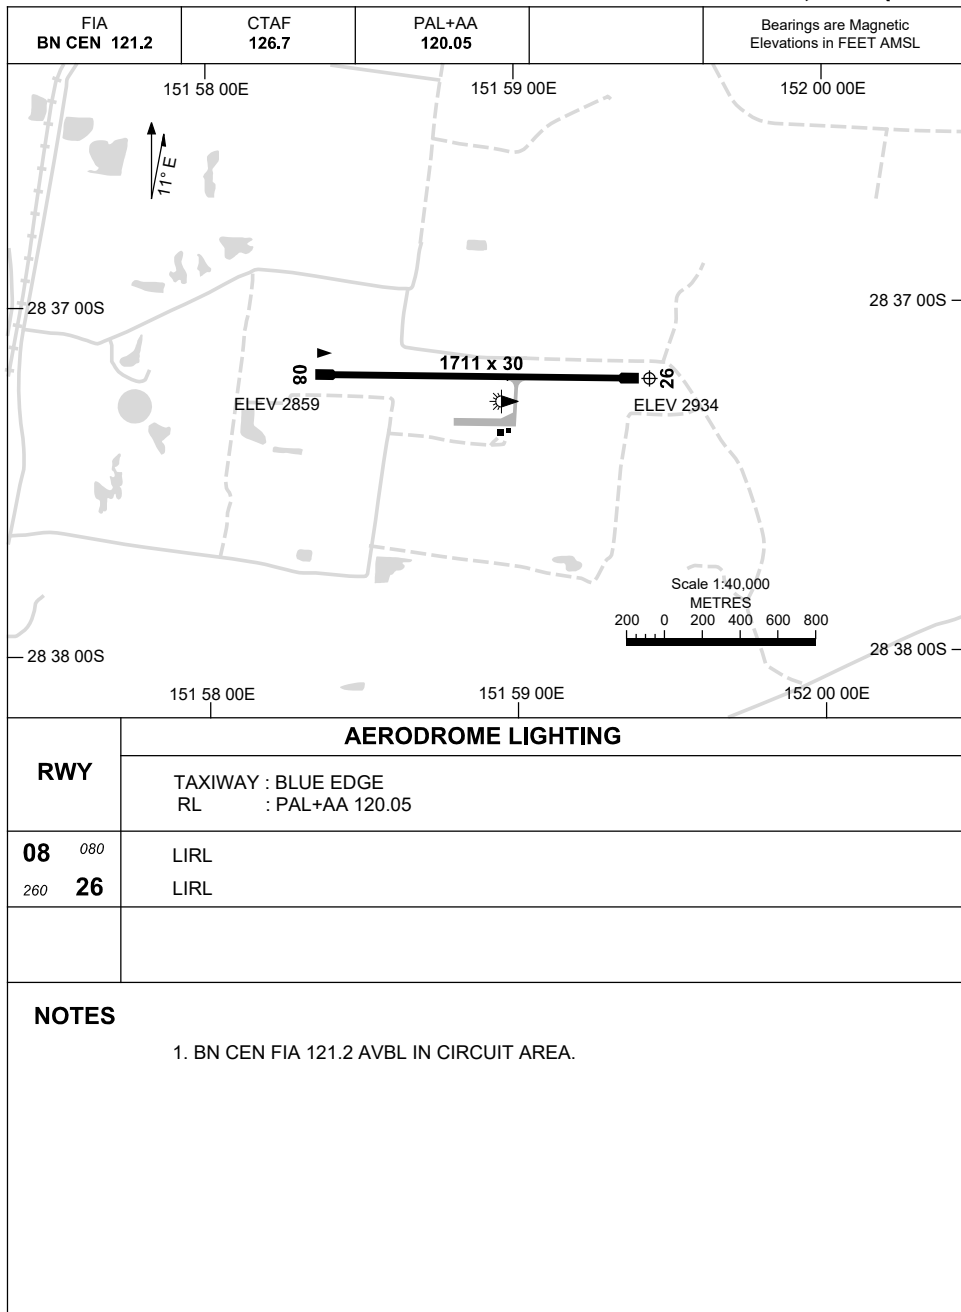 FIA
BN CEN 121.2
CTAF
126.7
PAL+AA
120.05
Bearings are Magnetic
Elevations in FEET AMSL
151 58 00E
151 59 00E
152 00 00E
11° E
28 37 00S
28 37 00S
08
1711 x 30
26
ELEV 2859
ELEV 2934
Scale 1:40,000
METRES
200 0 200 400 600 800
28 38 00S
28 38 00S
151 58 00E
151 59 00E
152 00 00E
RWY
AERODROME LIGHTING
TAXIWAY : BLUE EDGE
RL : PAL+AA 120.05
08 080 LIRL
260 26 LIRL
NOTES
1. BN CEN FIA 121.2 AVBL IN CIRCUIT AREA.